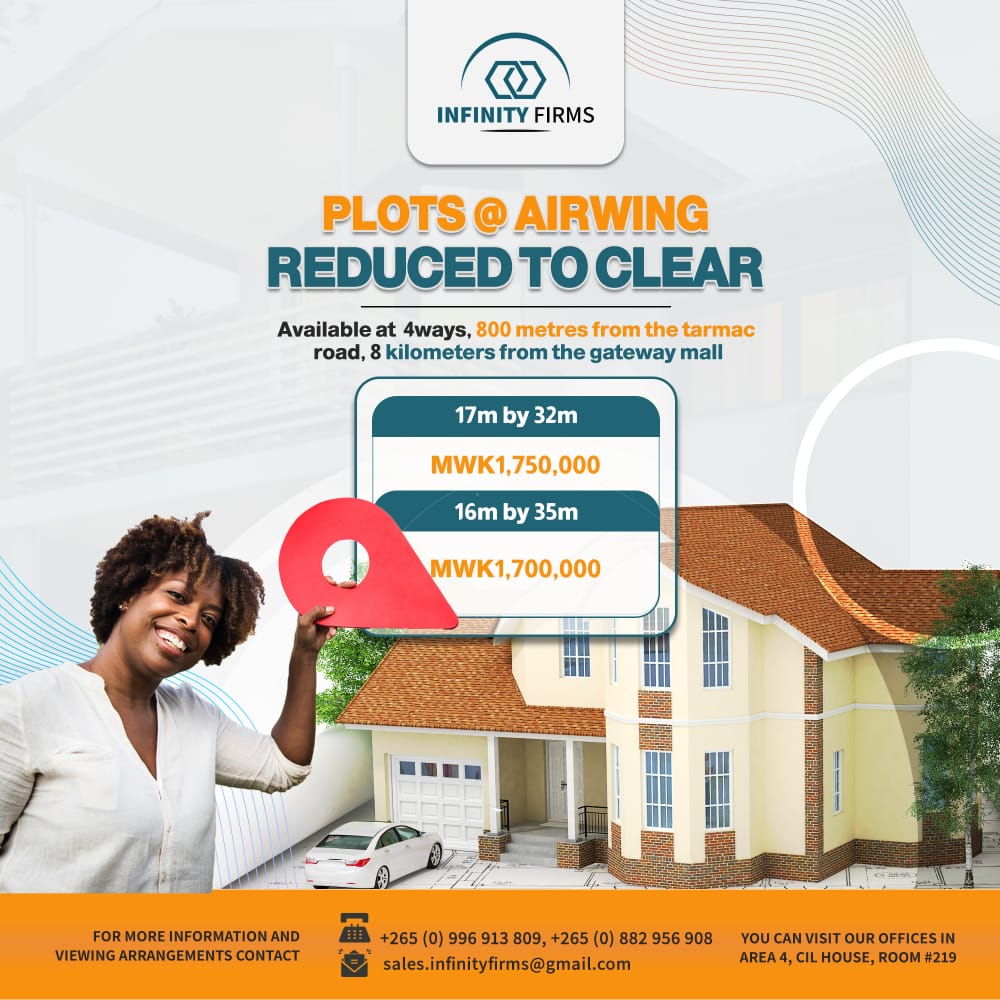 INFINITY FIRMS
PLOTS @ AIRWING
REDUCED TO CLEAR
Available at 4ways, 800 metres from the tarmac
road, 8 kilometers from the gateway mall
17m by 32m
MWK1,750,000
16m by 35m
MWK1,700,000
FOR MORE INFORMATION AND
VIEWING ARRANGEMENTS CONTACT
+265 (0) 996 913 809, +265 (0) 882 956 908
sales.infinityfirms@gmail.com
YOU CAN VISIT OUR OFFICES IN
AREA 4, CIL HOUSE, ROOM #219